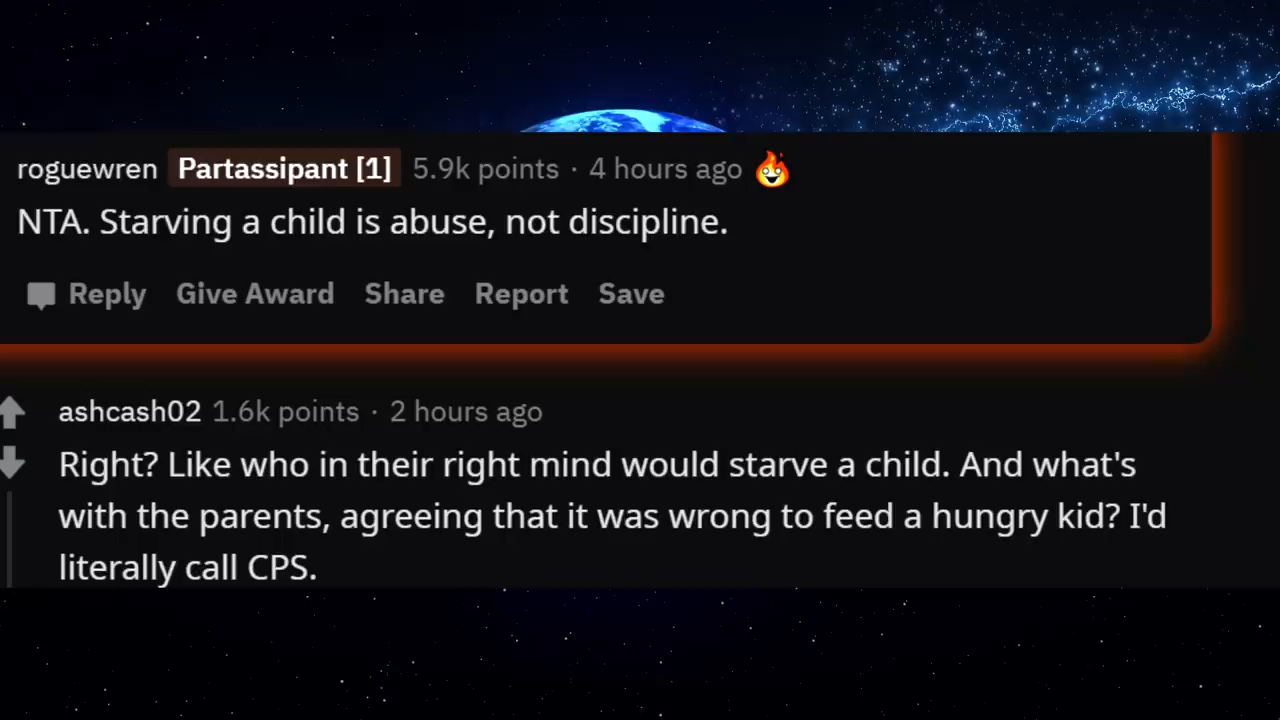 roguewren Partassipant [1] 5.9k points · 4 hours ago
NTA. Starving a child is abuse, not discipline.
Reply Give Award Share Report Save
ashcash02 1.6k points · 2 hours ago
Right? Like who in their right mind would starve a child. And what's
with the parents, agreeing that it was wrong to feed a hungry kid? I'd
literally call CPS.